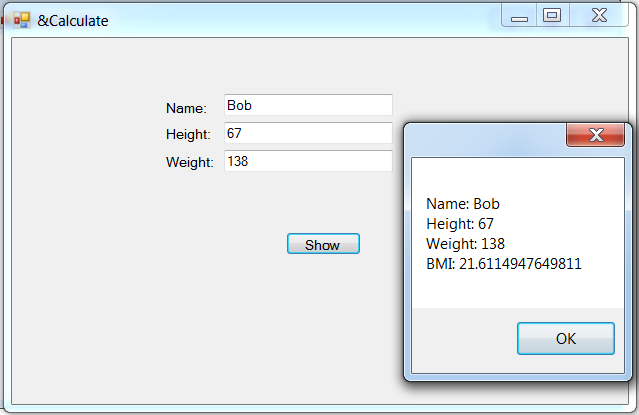 &Calculate
Name: Bob
Height: 67
Weight: 138
Show
Name: Bob
Height: 67
Weight: 138
BMI: 21.6114947649811
OK